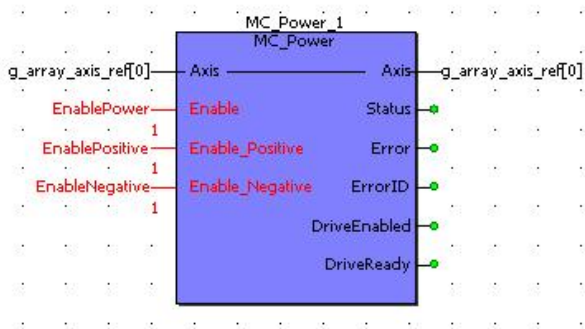 MC_Power_1
MC_Power
g_array_axis_ref[0] Axis Axis g_array_axis_ref[0]
EnablePower Enable Status
1
EnablePositive Enable_Positive Error
1
EnableNegative Enable_Negative ErrorID
1
DriveEnabled
DriveReady